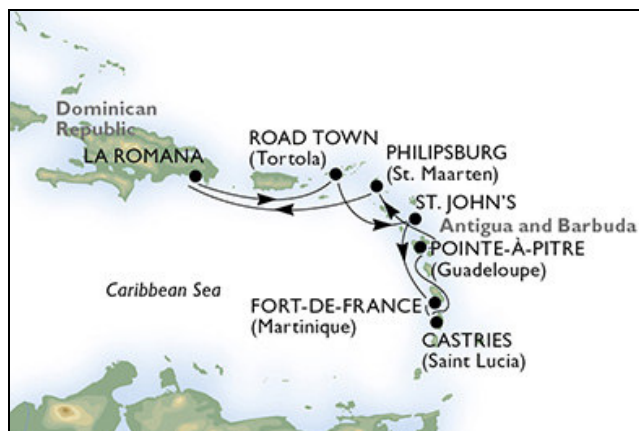 Dominican
Republic
LA ROMANA
ROAD TOWN
(Tortola)
PHILIPSBURG
(St. Maarten)
ST. JOHN'S
Antigua and Barbuda
POINTE-À-PITRE
(Guadeloupe)
Caribbean Sea
FORT-DE-FRANCE
(Martinique)
CASTRIES
(Saint Lucia)